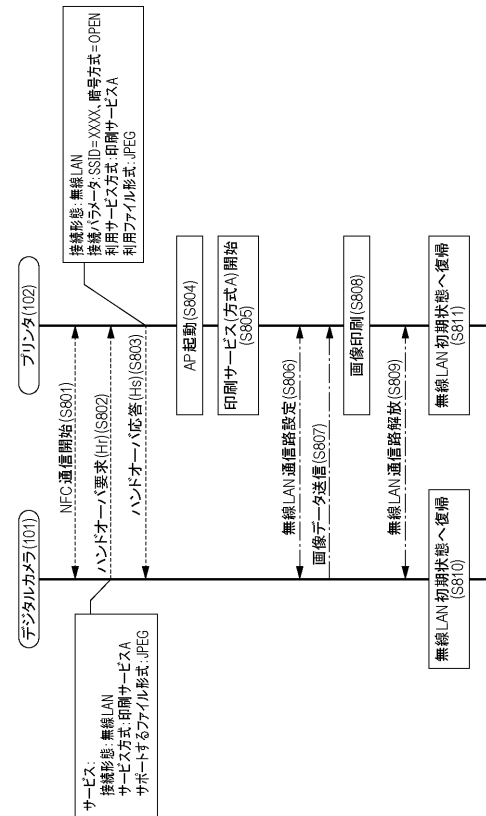 デジタルカメラ(101)
プリンタ(102)
サービス:
接続形態:無線LAN
サービス方式:印刷サービスA
サポートするファイル形式:JPEG
接続形態:無線LAN
接続パラメータ:SSID=XXXX、暗号方式=OPEN
利用サービス方式:印刷サービスA
利用ファイル形式:JPEG
NFC通信開始(S801)
ハンドオーバ要求(Hr)(S802)
ハンドオーバ応答(Hs)(S803)
AP起動(S804)
印刷サービス(方式A)開始
(S805)
無線LAN通信路設定(S806)
画像データ送信(S807)
画像印刷(S808)
無線LAN通信路解放(S809)
無線LAN初期状態へ復帰
(S810)
無線LAN初期状態へ復帰
(S811)